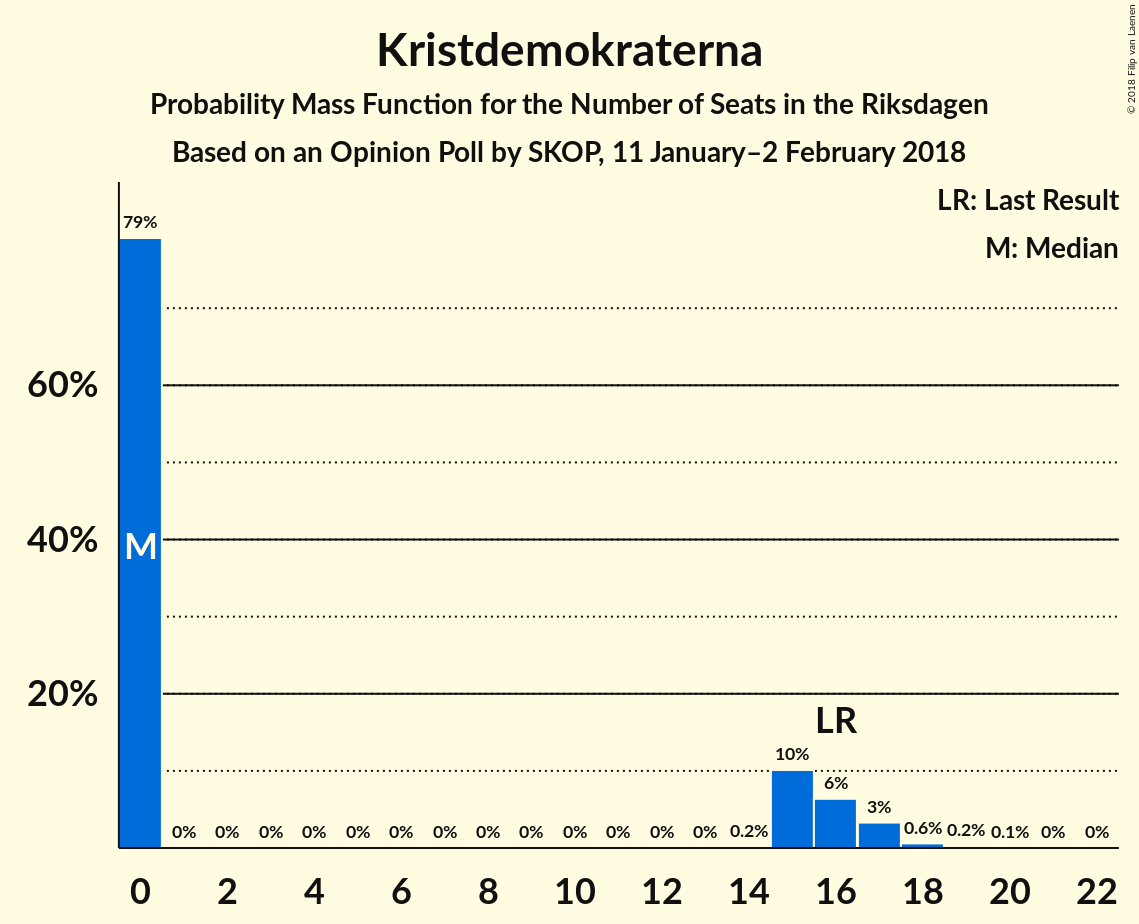 Kristdemokraterna
Probability Mass Function for the Number of Seats in the Riksdagen
Based on an Opinion Poll by SKOP, 11 January–2 February 2018
© 2018 Filip van Laenen
LR: Last Result
M: Median
79%
60%
40%
M
20%
LR
10%
6%
3%
0% 0% 0% 0% 0% 0% 0% 0% 0% 0% 0% 0% 0% 0.2% 0.6% 0.2% 0.1% 0% 0%
0 2 4 6 8 10 12 14 16 18 20 22